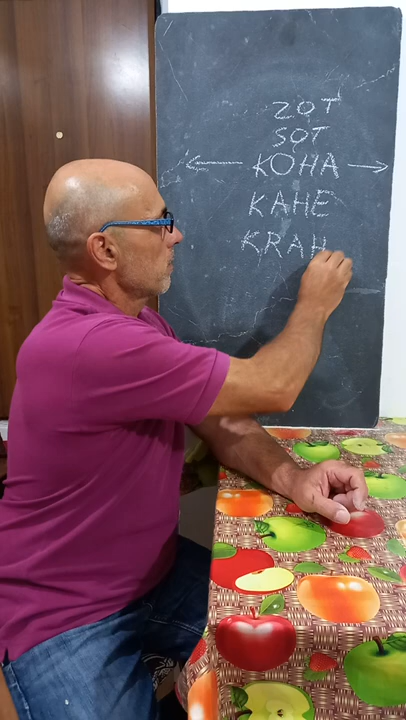 ZOT
SOT
← KOHA →
KAHE
KRAH